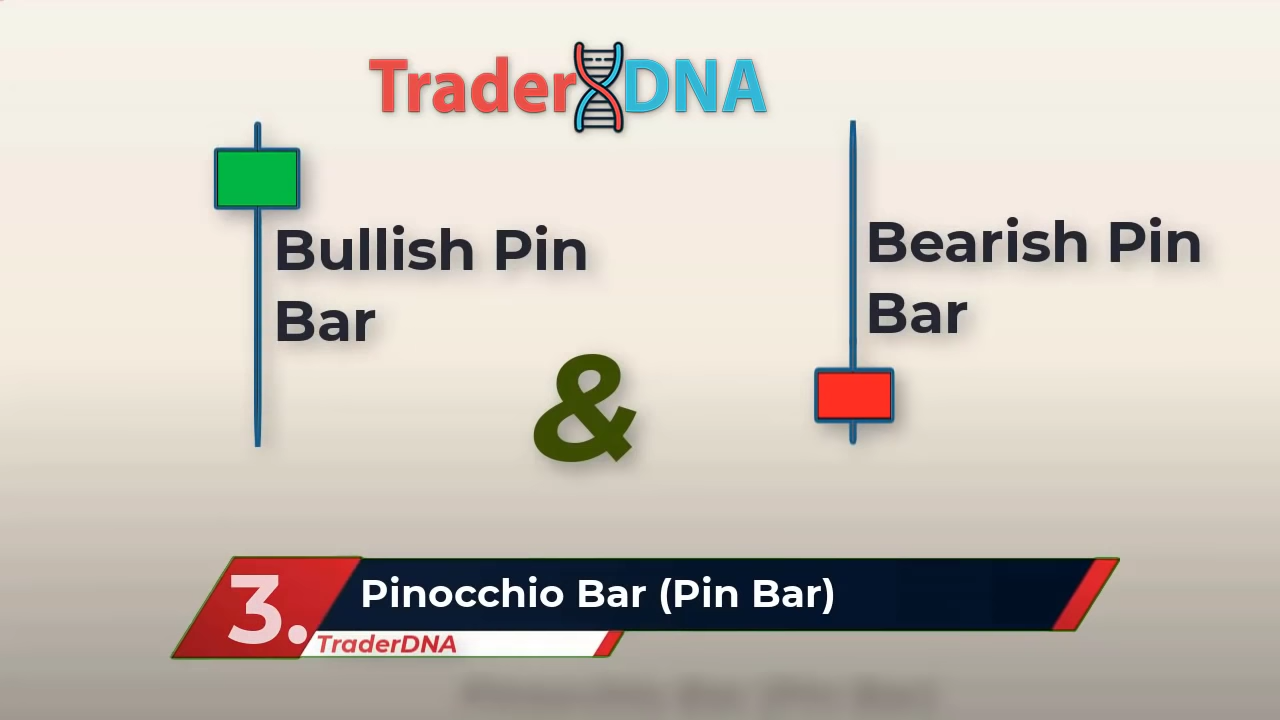 TraderDNA
Bullish Pin
Bar
Bearish Pin
Bar
&
3.
Pinocchio Bar (Pin Bar)
TraderDNA